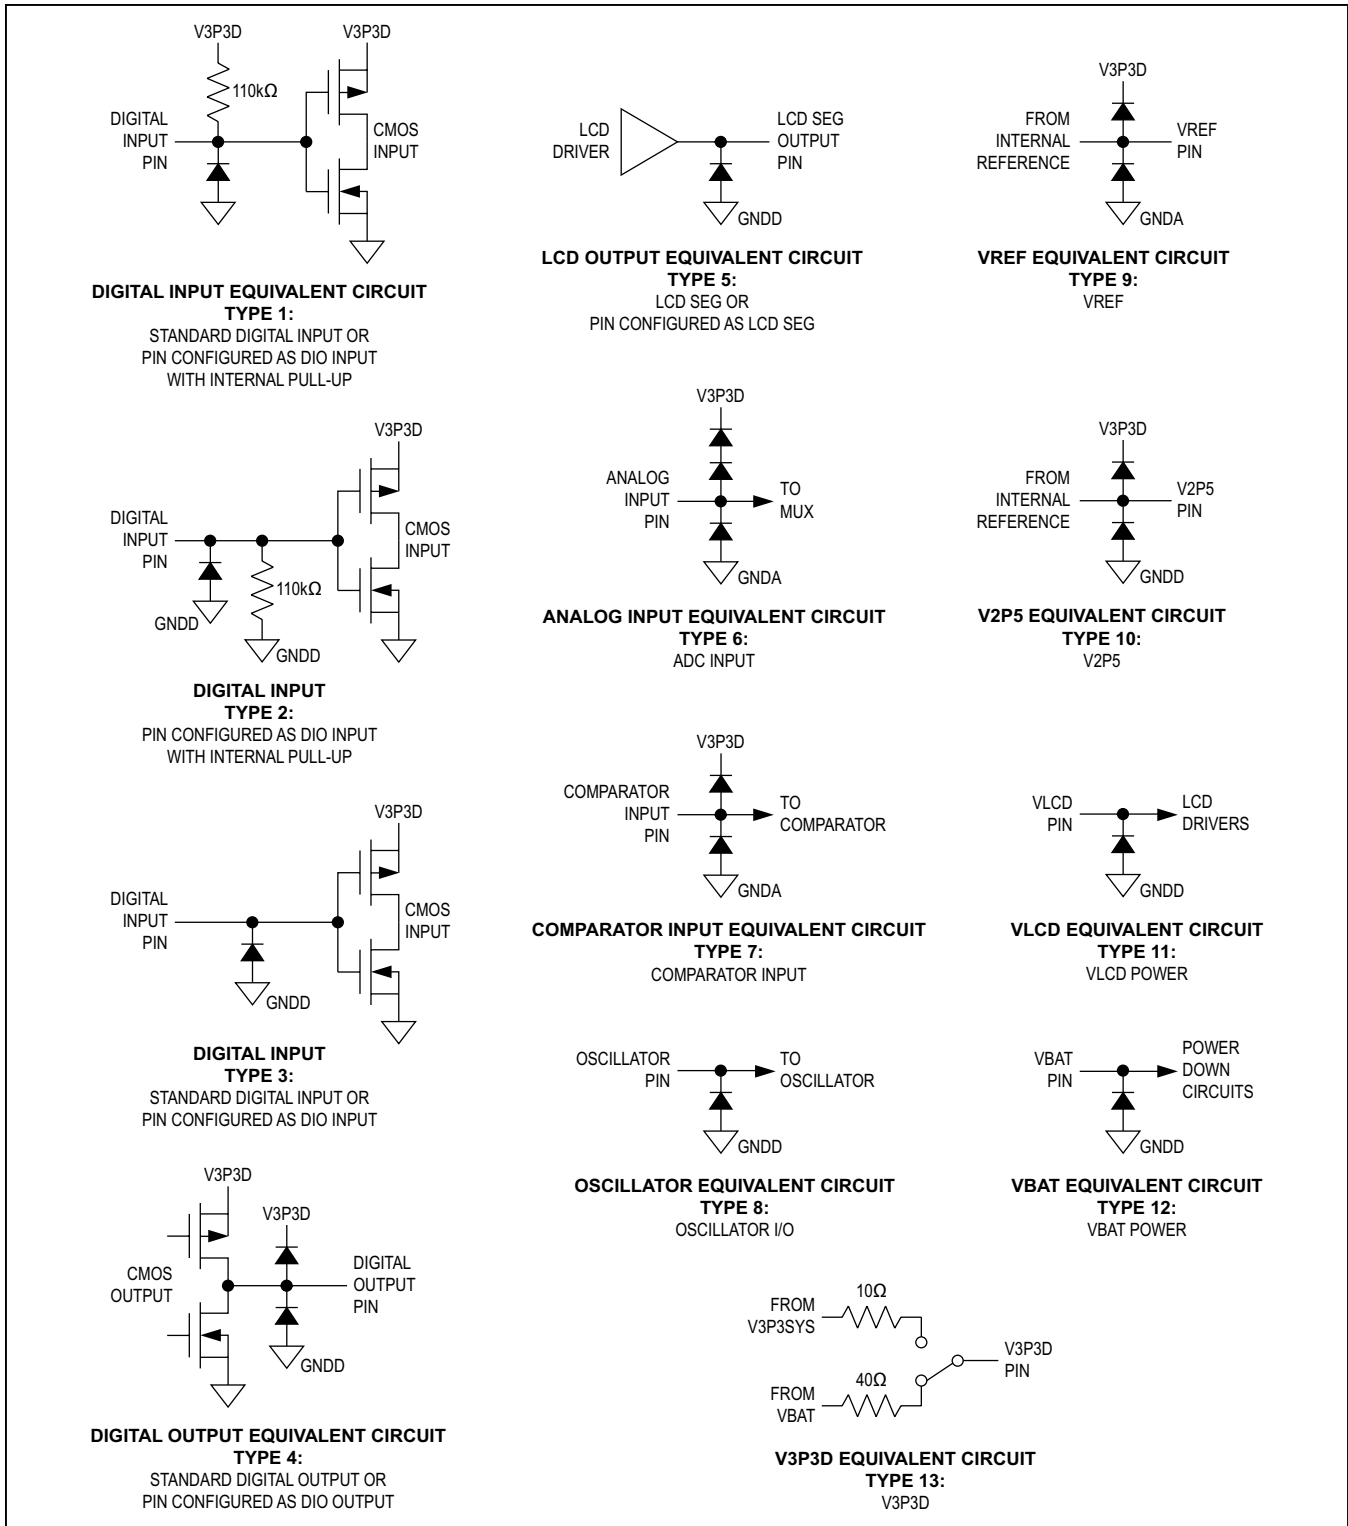 V3P3D
V3P3D
110kΩ
DIGITAL
INPUT
PIN
CMOS
INPUT
DIGITAL INPUT EQUIVALENT CIRCUIT
TYPE 1:
STANDARD DIGITAL INPUT OR
PIN CONFIGURED AS DIO INPUT
WITH INTERNAL PULL-UP
V3P3D
DIGITAL
INPUT
PIN
CMOS
INPUT
110kΩ
GNDD
GNDD
DIGITAL INPUT
TYPE 2:
PIN CONFIGURED AS DIO INPUT
WITH INTERNAL PULL-UP
V3P3D
DIGITAL
INPUT
PIN
CMOS
INPUT
GNDD
DIGITAL INPUT
TYPE 3:
STANDARD DIGITAL INPUT OR
PIN CONFIGURED AS DIO INPUT
V3P3D
V3P3D
CMOS
OUTPUT
DIGITAL
OUTPUT
PIN
GNDD
DIGITAL OUTPUT EQUIVALENT CIRCUIT
TYPE 4:
STANDARD DIGITAL OUTPUT OR
PIN CONFIGURED AS DIO OUTPUT
LCD
DRIVER
LCD SEG
OUTPUT
PIN
GNDD
LCD OUTPUT EQUIVALENT CIRCUIT
TYPE 5:
LCD SEG OR
PIN CONFIGURED AS LCD SEG
V3P3D
ANALOG
INPUT
PIN
TO
MUX
GNDA
ANALOG INPUT EQUIVALENT CIRCUIT
TYPE 6:
ADC INPUT
V3P3D
COMPARATOR
INPUT
PIN
TO
COMPARATOR
GNDA
COMPARATOR INPUT EQUIVALENT CIRCUIT
TYPE 7:
COMPARATOR INPUT
OSCILLATOR
PIN
TO
OSCILLATOR
GNDD
OSCILLATOR EQUIVALENT CIRCUIT
TYPE 8:
OSCILLATOR I/O
V3P3D
FROM
INTERNAL
REFERENCE
VREF
PIN
GNDA
VREF EQUIVALENT CIRCUIT
TYPE 9:
VREF
V3P3D
FROM
INTERNAL
REFERENCE
V2P5
PIN
GNDD
V2P5 EQUIVALENT CIRCUIT
TYPE 10:
V2P5
VLCD
PIN
LCD
DRIVERS
GNDD
VLCD EQUIVALENT CIRCUIT
TYPE 11:
VLCD POWER
VBAT
PIN
POWER
DOWN
CIRCUITS
GNDD
VBAT EQUIVALENT CIRCUIT
TYPE 12:
VBAT POWER
10Ω
FROM
V3P3SYS
V3P3D
PIN
40Ω
FROM
VBAT
V3P3D EQUIVALENT CIRCUIT
TYPE 13:
V3P3D